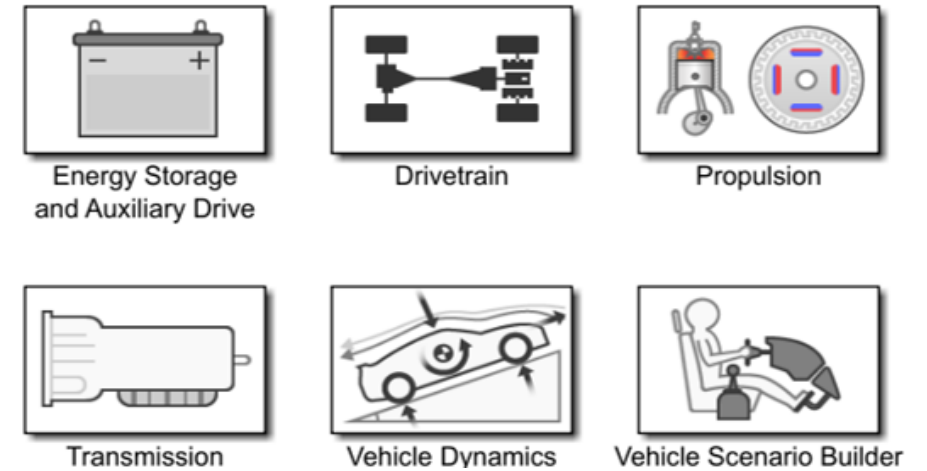 Energy Storage
and Auxiliary Drive
Drivetrain
Propulsion
Transmission
Vehicle Dynamics
Vehicle Scenario Builder